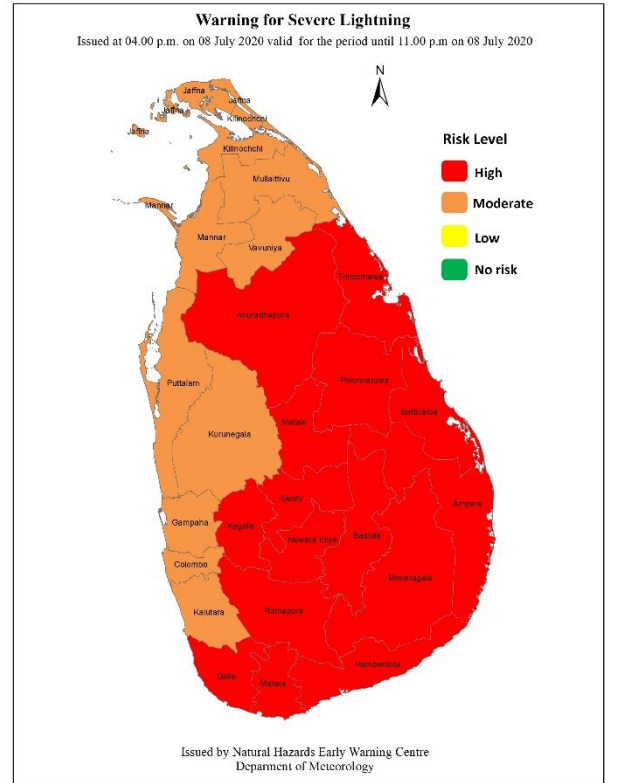 Warning for Severe Lightning
Issued at 04.00 p.m. on 08 July 2020 valid for the period until 11.00 p.m on 08 July 2020
N
Jaffna
Jaffna
Jaffna
Kilinochchi
Jaffna
Kilinochchi
Mullaittivu
Mannar
Mannar
Vavuniya
Trincomalee
Anuradhapura
Puttalam
Polonnaruwa
Batticaloa
Matale
Kurunegala
Kandy
Ampara
Gampaha
Kegalle
Nuwara Eliya
Badulla
Colombo
Moneragala
Kalutara
Ratnapura
Hambantota
Galle
Matara
Risk Level
High
Moderate
Low
No risk
Issued by Natural Hazards Early Warning Centre
Department of Meteorology